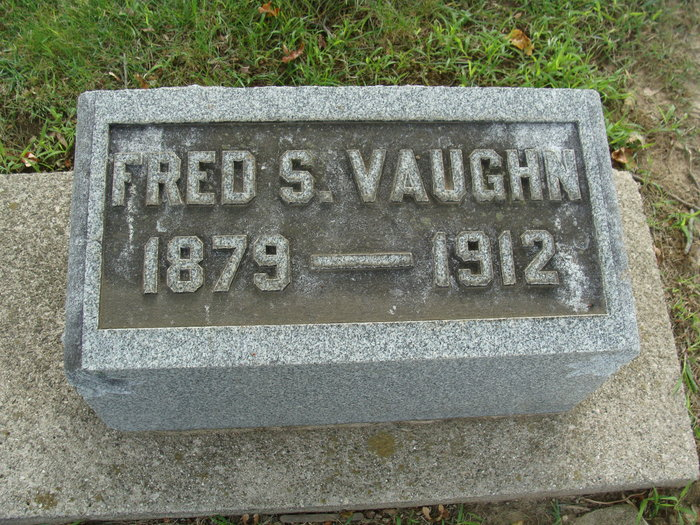 FRED S. VAUGHN
1879 — 1912